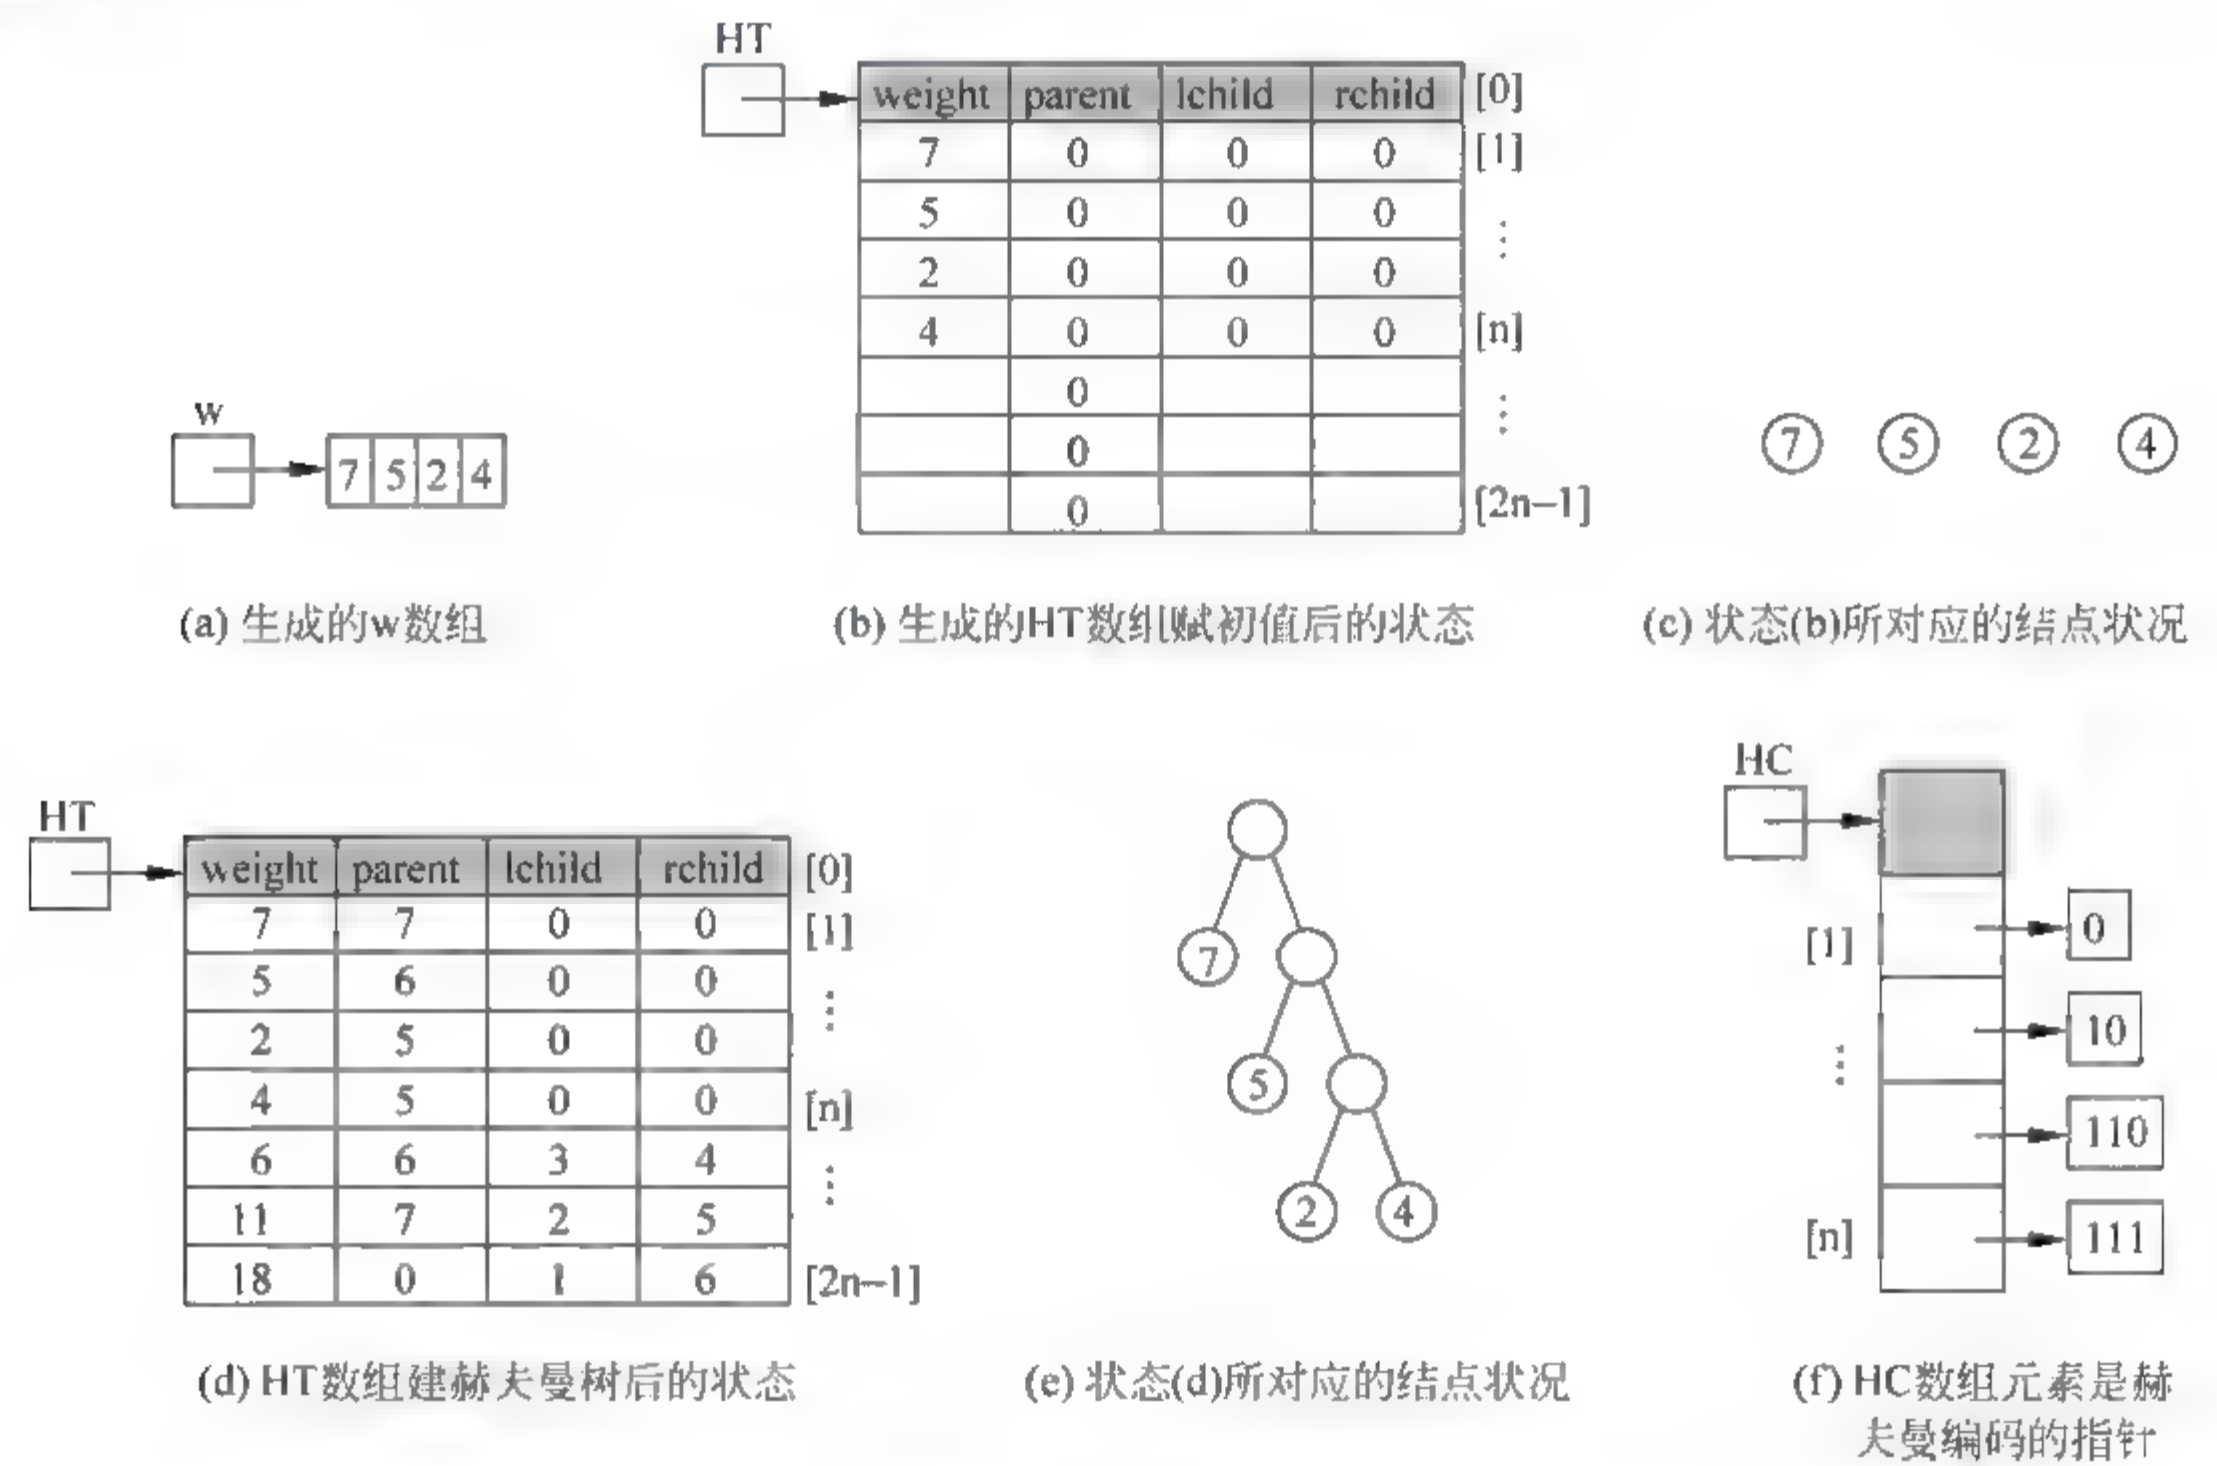 HT
weight parent lchild rchild [0]
7 0 0 0 [1]
5 0 0 0
⋮
2 0 0 0
4 0 0 0 [n]
0
⋮
0
0 [2n-1]
w
7 5 2 4
7 5 2 4
(a) 生成的w数组
(b) 生成的HT数组赋初值后的状态
(c) 状态(b)所对应的结点状况
HT
weight parent lchild rchild [0]
7 7 0 0 [1]
5 6 0 0
⋮
2 5 0 0
4 5 0 0 [n]
6 6 3 4
⋮
11 7 2 5
18 0 1 6 [2n-1]
7
5
2 4
HC
[1] 0
10
⋮
110
[n] 111
(d) HT数组建赫夫曼树后的状态
(e) 状态(d)所对应的结点状况
(f) HC数组元素是赫
夫曼编码的指针